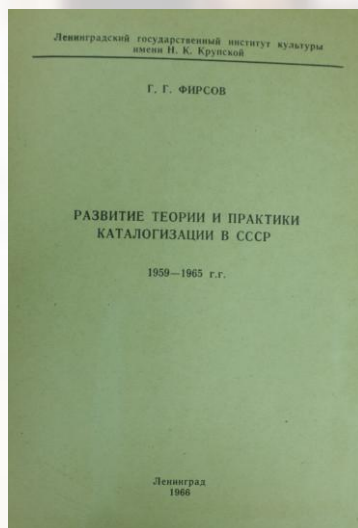 Ленинградский государственный институт культуры
имени Н. К. Крупской
Г. Г. ФИРСОВ
РАЗВИТИЕ ТЕОРИИ И ПРАКТИКИ
КАТАЛОГИЗАЦИИ В СССР
1959—1965 г.г.
Ленинград
1966